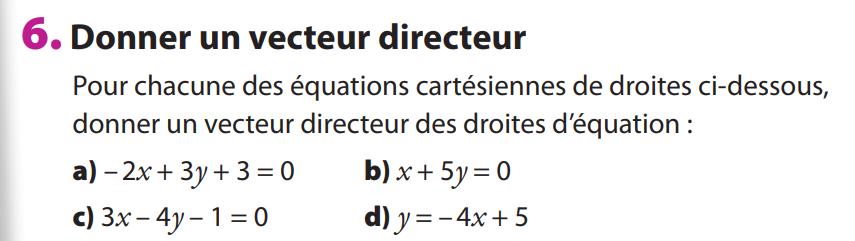 6. Donner un vecteur directeur
Pour chacune des équations cartésiennes de droites ci-dessous,
donner un vecteur directeur des droites d’équation :
a) – 2x + 3y + 3 = 0 b) x + 5y = 0
c) 3x – 4y – 1 = 0 d) y = – 4x + 5